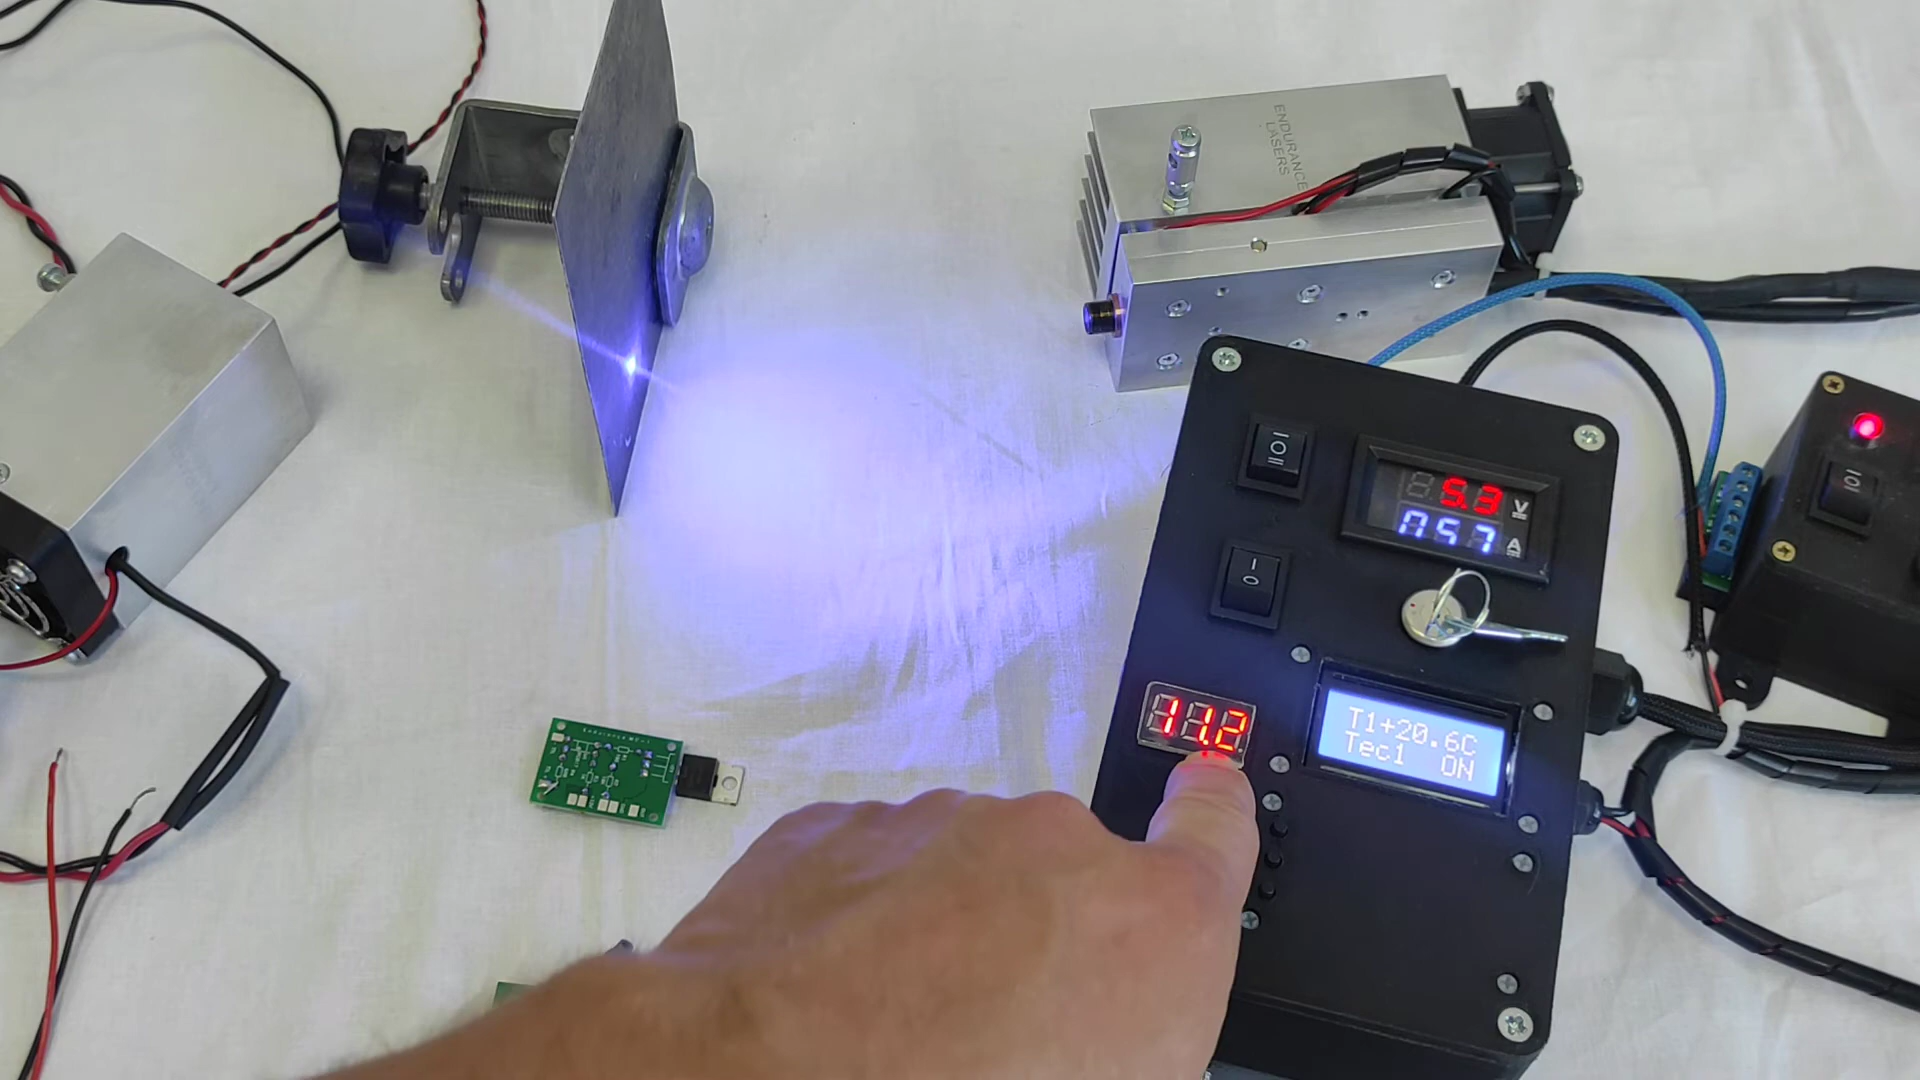 ENDURANCE
LASERS
5.3 V
0.57 A
11.2
T1+20.6C
Tec1 ON